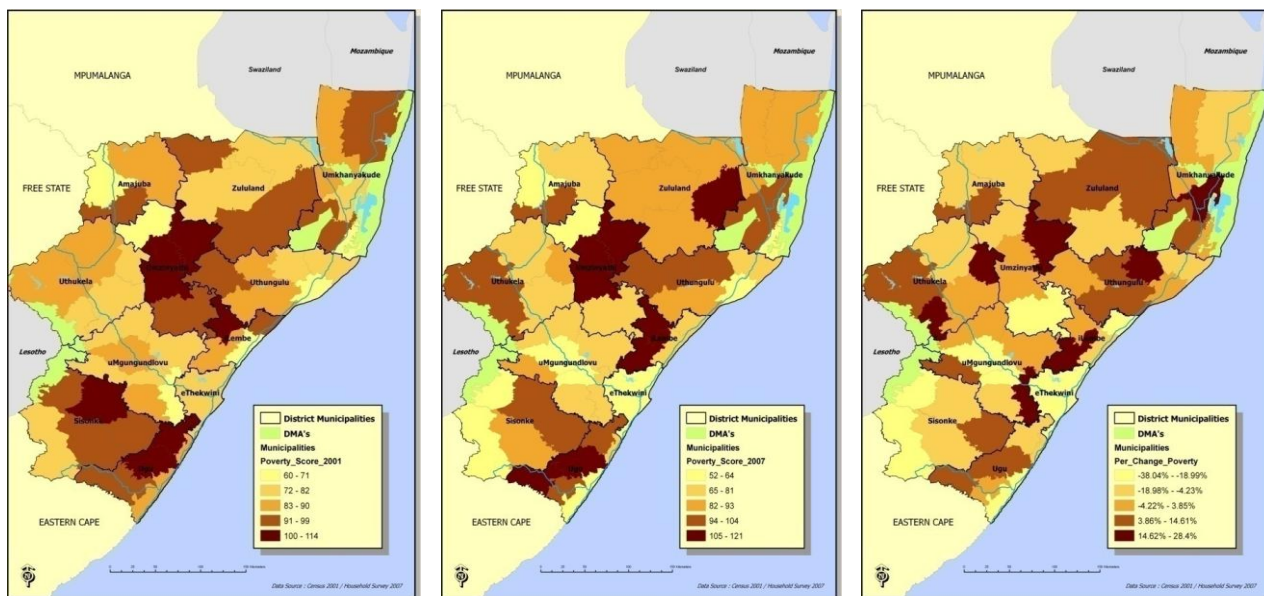 Mozambique
Swaziland
MPUMALANGA
FREE STATE
Amajuba
Zululand
Umkhanyakude
Umzinyathi
Uthukela
Uthungulu
iLembe
Lesotho
uMgungundlovu
eThekwini
Sisonke
Ugu
EASTERN CAPE
District Municipalities
DMA's
Municipalities
Poverty_Score_2001
60 - 71
72 - 82
83 - 90
91 - 99
100 - 114
Data Source : Census 2001 / Household Survey 2007
Mozambique
Swaziland
MPUMALANGA
FREE STATE
Amajuba
Zululand
Umkhanyakude
Umzinyathi
Uthukela
Uthungulu
iLembe
Lesotho
uMgungundlovu
eThekwini
Sisonke
Ugu
EASTERN CAPE
District Municipalities
DMA's
Municipalities
Poverty_Score_2007
52 - 64
65 - 81
82 - 93
94 - 104
105 - 121
Data Source : Census 2001 / Household Survey 2007
Mozambique
Swaziland
MPUMALANGA
FREE STATE
Amajuba
Zululand
Umkhanyakude
Umzinyathi
Uthukela
Uthungulu
iLembe
Lesotho
uMgungundlovu
eThekwini
Sisonke
Ugu
EASTERN CAPE
District Municipalities
DMA's
Municipalities
Per_Change_Poverty
-38.04% - -18.99%
-18.98% - -4.23%
-4.22% - 3.85%
3.86% - 14.61%
14.62% - 28.4%
Data Source : Census 2001 / Household Survey 2007